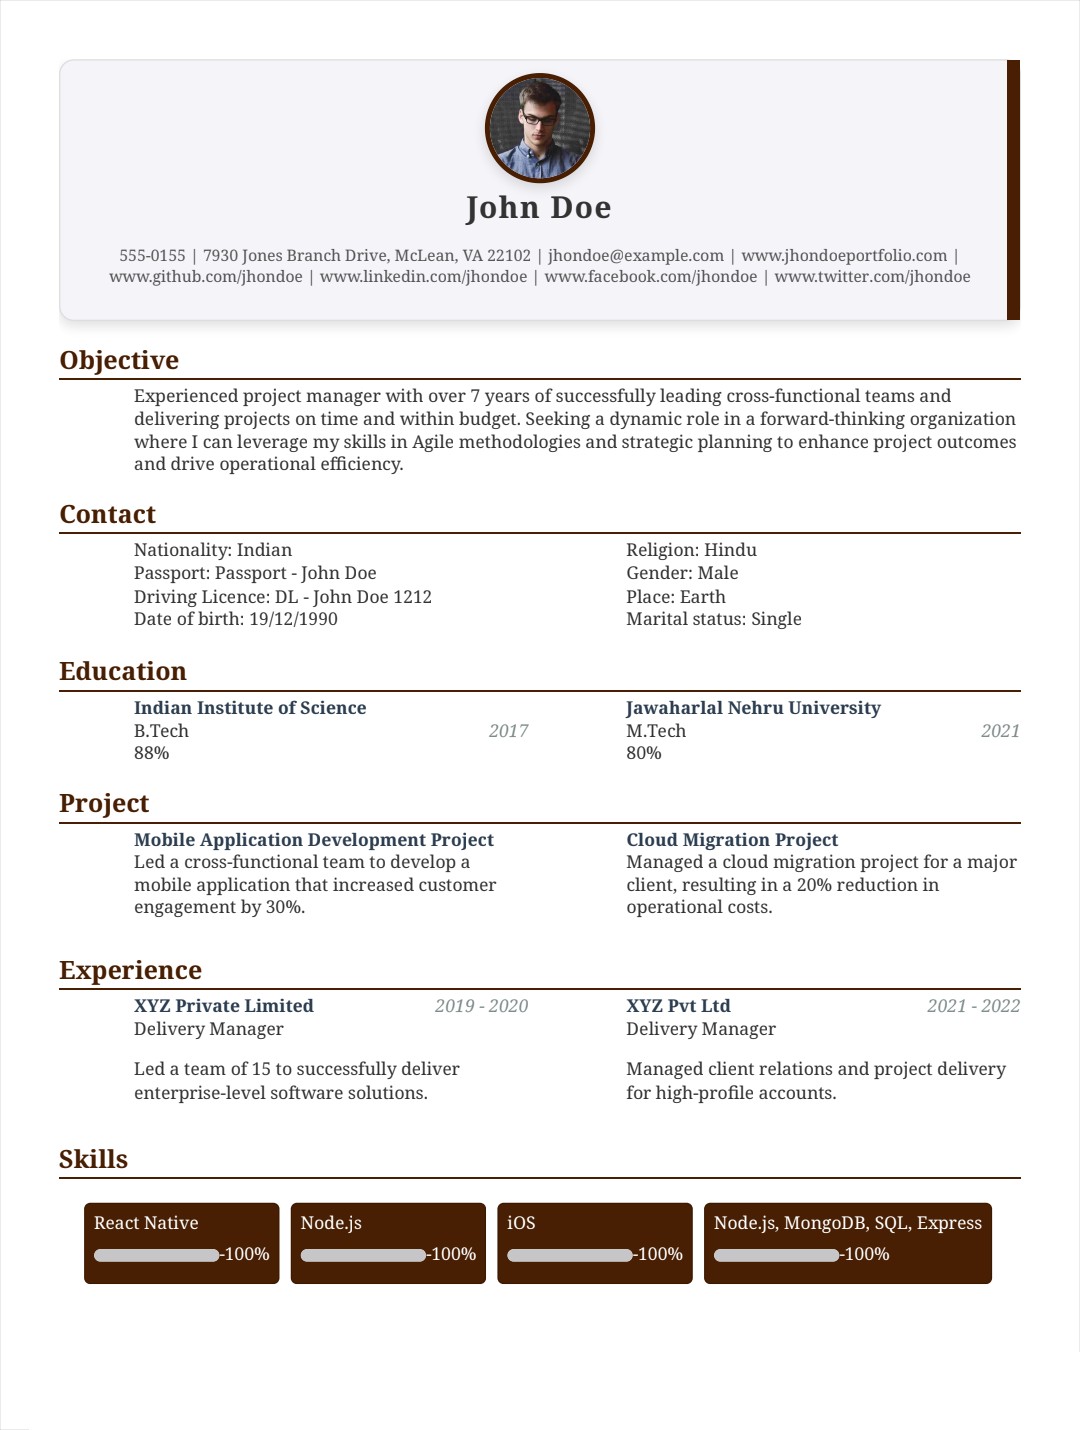 John Doe
555-0155 | 7930 Jones Branch Drive, McLean, VA 22102 | jhondoe@example.com | www.jhondoeportfolio.com |
www.github.com/jhondoe | www.linkedin.com/jhondoe | www.facebook.com/jhondoe | www.twitter.com/jhondoe
Objective
Experienced project manager with over 7 years of successfully leading cross-functional teams and
delivering projects on time and within budget. Seeking a dynamic role in a forward-thinking organization
where I can leverage my skills in Agile methodologies and strategic planning to enhance project outcomes
and drive operational efficiency.
Contact
Nationality: Indian
Passport: Passport - John Doe
Driving Licence: DL - John Doe 1212
Date of birth: 19/12/1990
Religion: Hindu
Gender: Male
Place: Earth
Marital status: Single
Education
Indian Institute of Science
B.Tech 2017
88%
Jawaharlal Nehru University
M.Tech 2021
80%
Project
Mobile Application Development Project
Led a cross-functional team to develop a
mobile application that increased customer
engagement by 30%.
Cloud Migration Project
Managed a cloud migration project for a major
client, resulting in a 20% reduction in
operational costs.
Experience
XYZ Private Limited 2019 - 2020
Delivery Manager
Led a team of 15 to successfully deliver
enterprise-level software solutions.
XYZ Pvt Ltd 2021 - 2022
Delivery Manager
Managed client relations and project delivery
for high-profile accounts.
Skills
React Native
-100%
Node.js
-100%
iOS
-100%
Node.js, MongoDB, SQL, Express
-100%